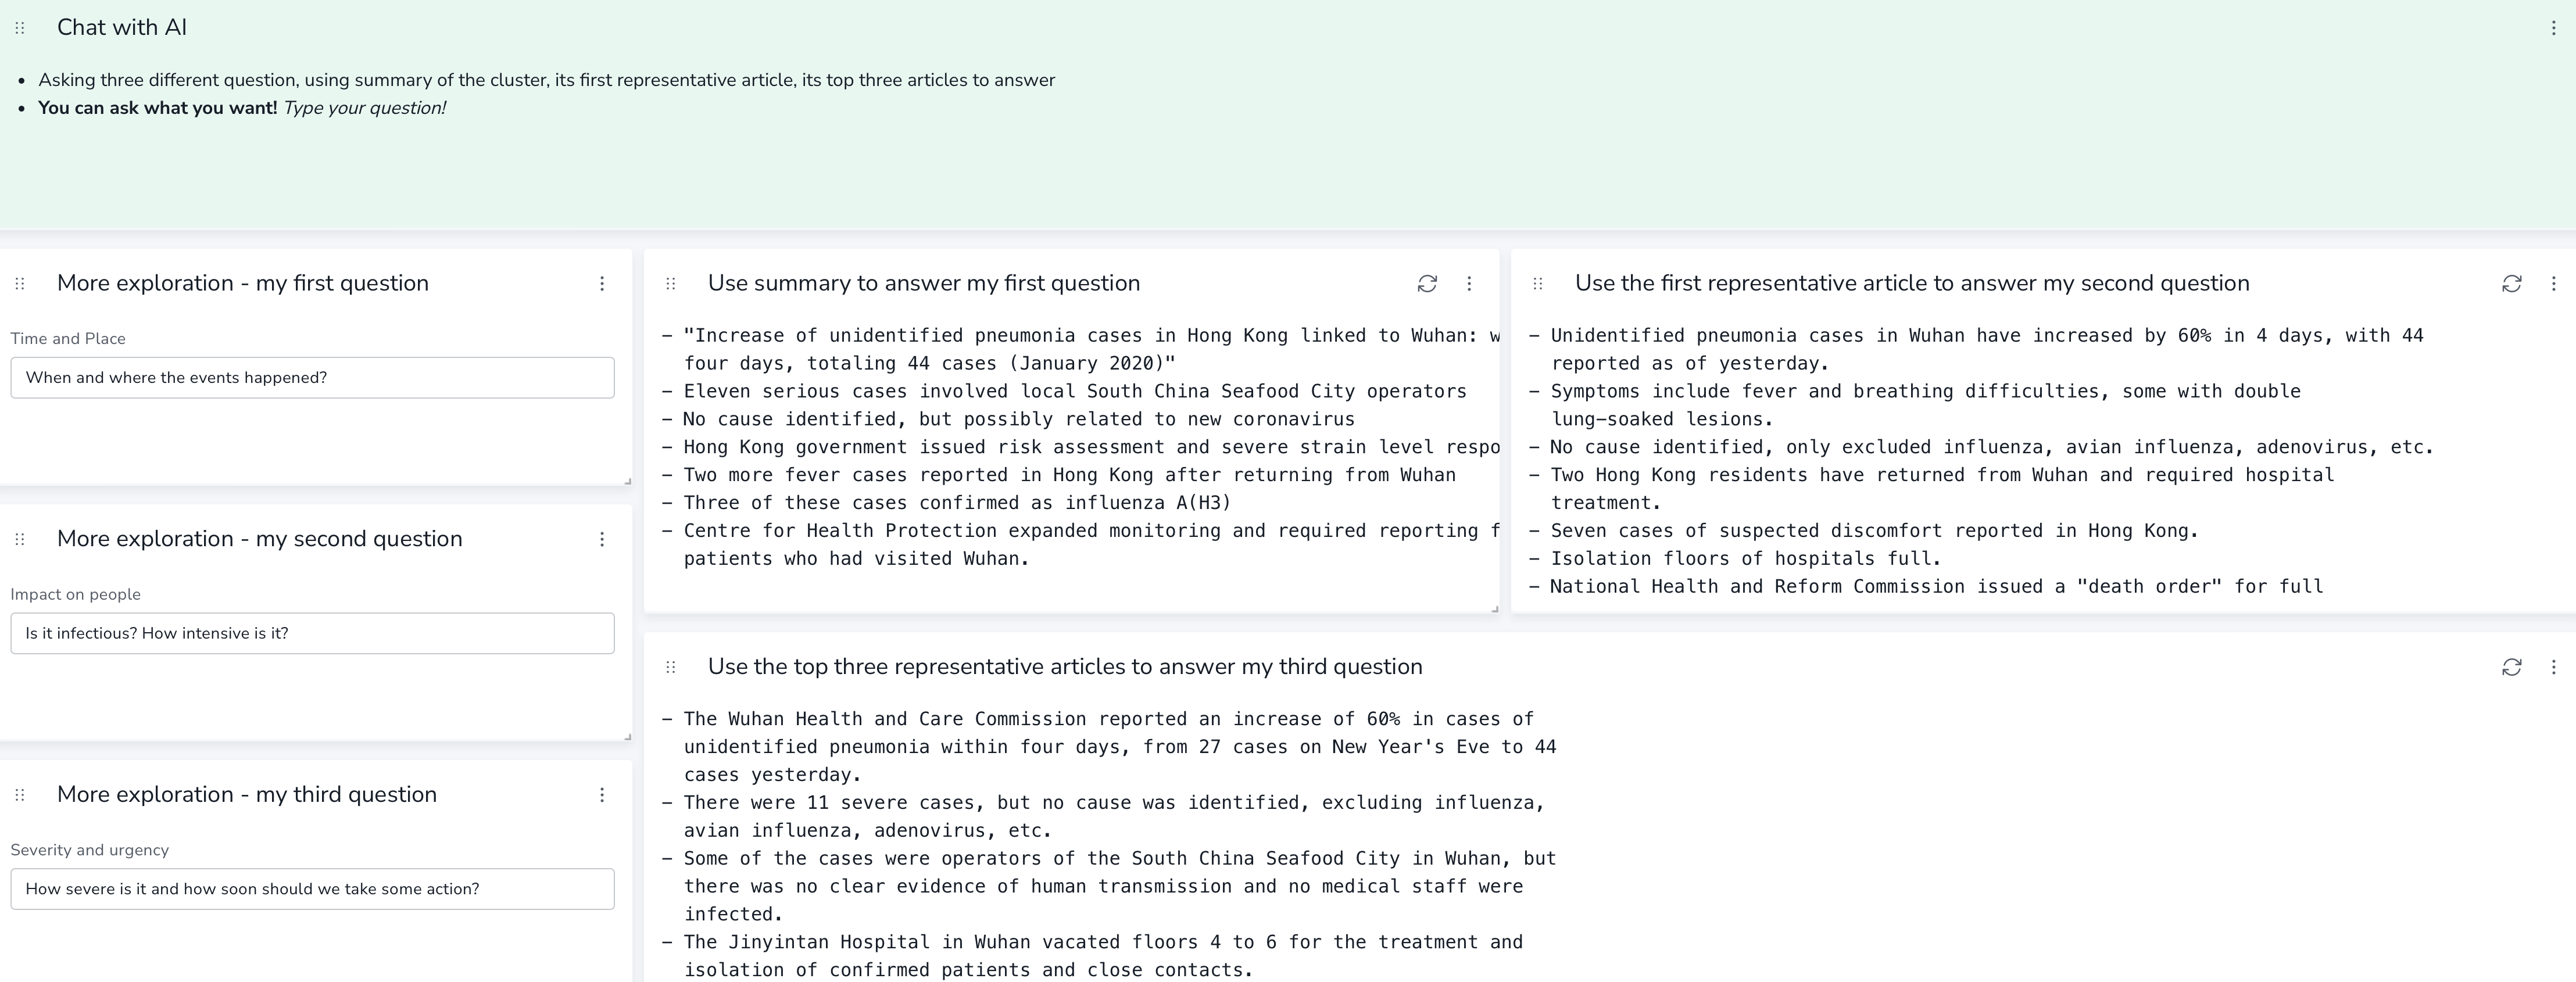 Chat with AI
• Asking three different question, using summary of the cluster, its first representative article, its top three articles to answer
• You can ask what you want! Type your question!
More exploration - my first question
Time and Place
When and where the events happened?
More exploration - my second question
Impact on people
Is it infectious? How intensive is it?
More exploration - my third question
Severity and urgency
How severe is it and how soon should we take some action?
Use summary to answer my first question
– "Increase of unidentified pneumonia cases in Hong Kong linked to Wuhan:
four days, totaling 44 cases (January 2020)"
– Eleven serious cases involved local South China Seafood City operators
– No cause identified, but possibly related to new coronavirus
– Hong Kong government issued risk assessment and severe strain level
– Two more fever cases reported in Hong Kong after returning from Wuhan
– Three of these cases confirmed as influenza A(H3)
– Centre for Health Protection expanded monitoring and required reporting
patients who had visited Wuhan.
Use the first representative article to answer my second question
– Unidentified pneumonia cases in Wuhan have increased by 60% in 4 days, with 44
reported as of yesterday.
– Symptoms include fever and breathing difficulties, some with double
lung-soaked lesions.
– No cause identified, only excluded influenza, avian influenza, adenovirus, etc.
– Two Hong Kong residents have returned from Wuhan and required hospital
treatment.
– Seven cases of suspected discomfort reported in Hong Kong.
– Isolation floors of hospitals full.
– National Health and Reform Commission issued a "death order" for full
Use the top three representative articles to answer my third question
– The Wuhan Health and Care Commission reported an increase of 60% in cases of
unidentified pneumonia within four days, from 27 cases on New Year's Eve to 44
cases yesterday.
– There were 11 severe cases, but no cause was identified, excluding influenza,
avian influenza, adenovirus, etc.
– Some of the cases were operators of the South China Seafood City in Wuhan, but
there was no clear evidence of human transmission and no medical staff were
infected.
– The Jinyintan Hospital in Wuhan vacated floors 4 to 6 for the treatment and
isolation of confirmed patients and close contacts.